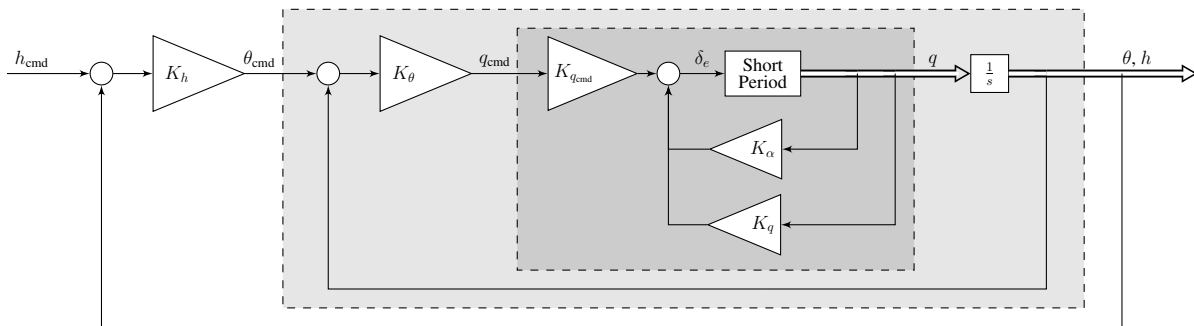 h_cmd
K_h
θ_cmd
K_θ
q_cmd
K_q_cmd
δ_e
Short
Period
q
1/s
θ, h
K_α
K_q